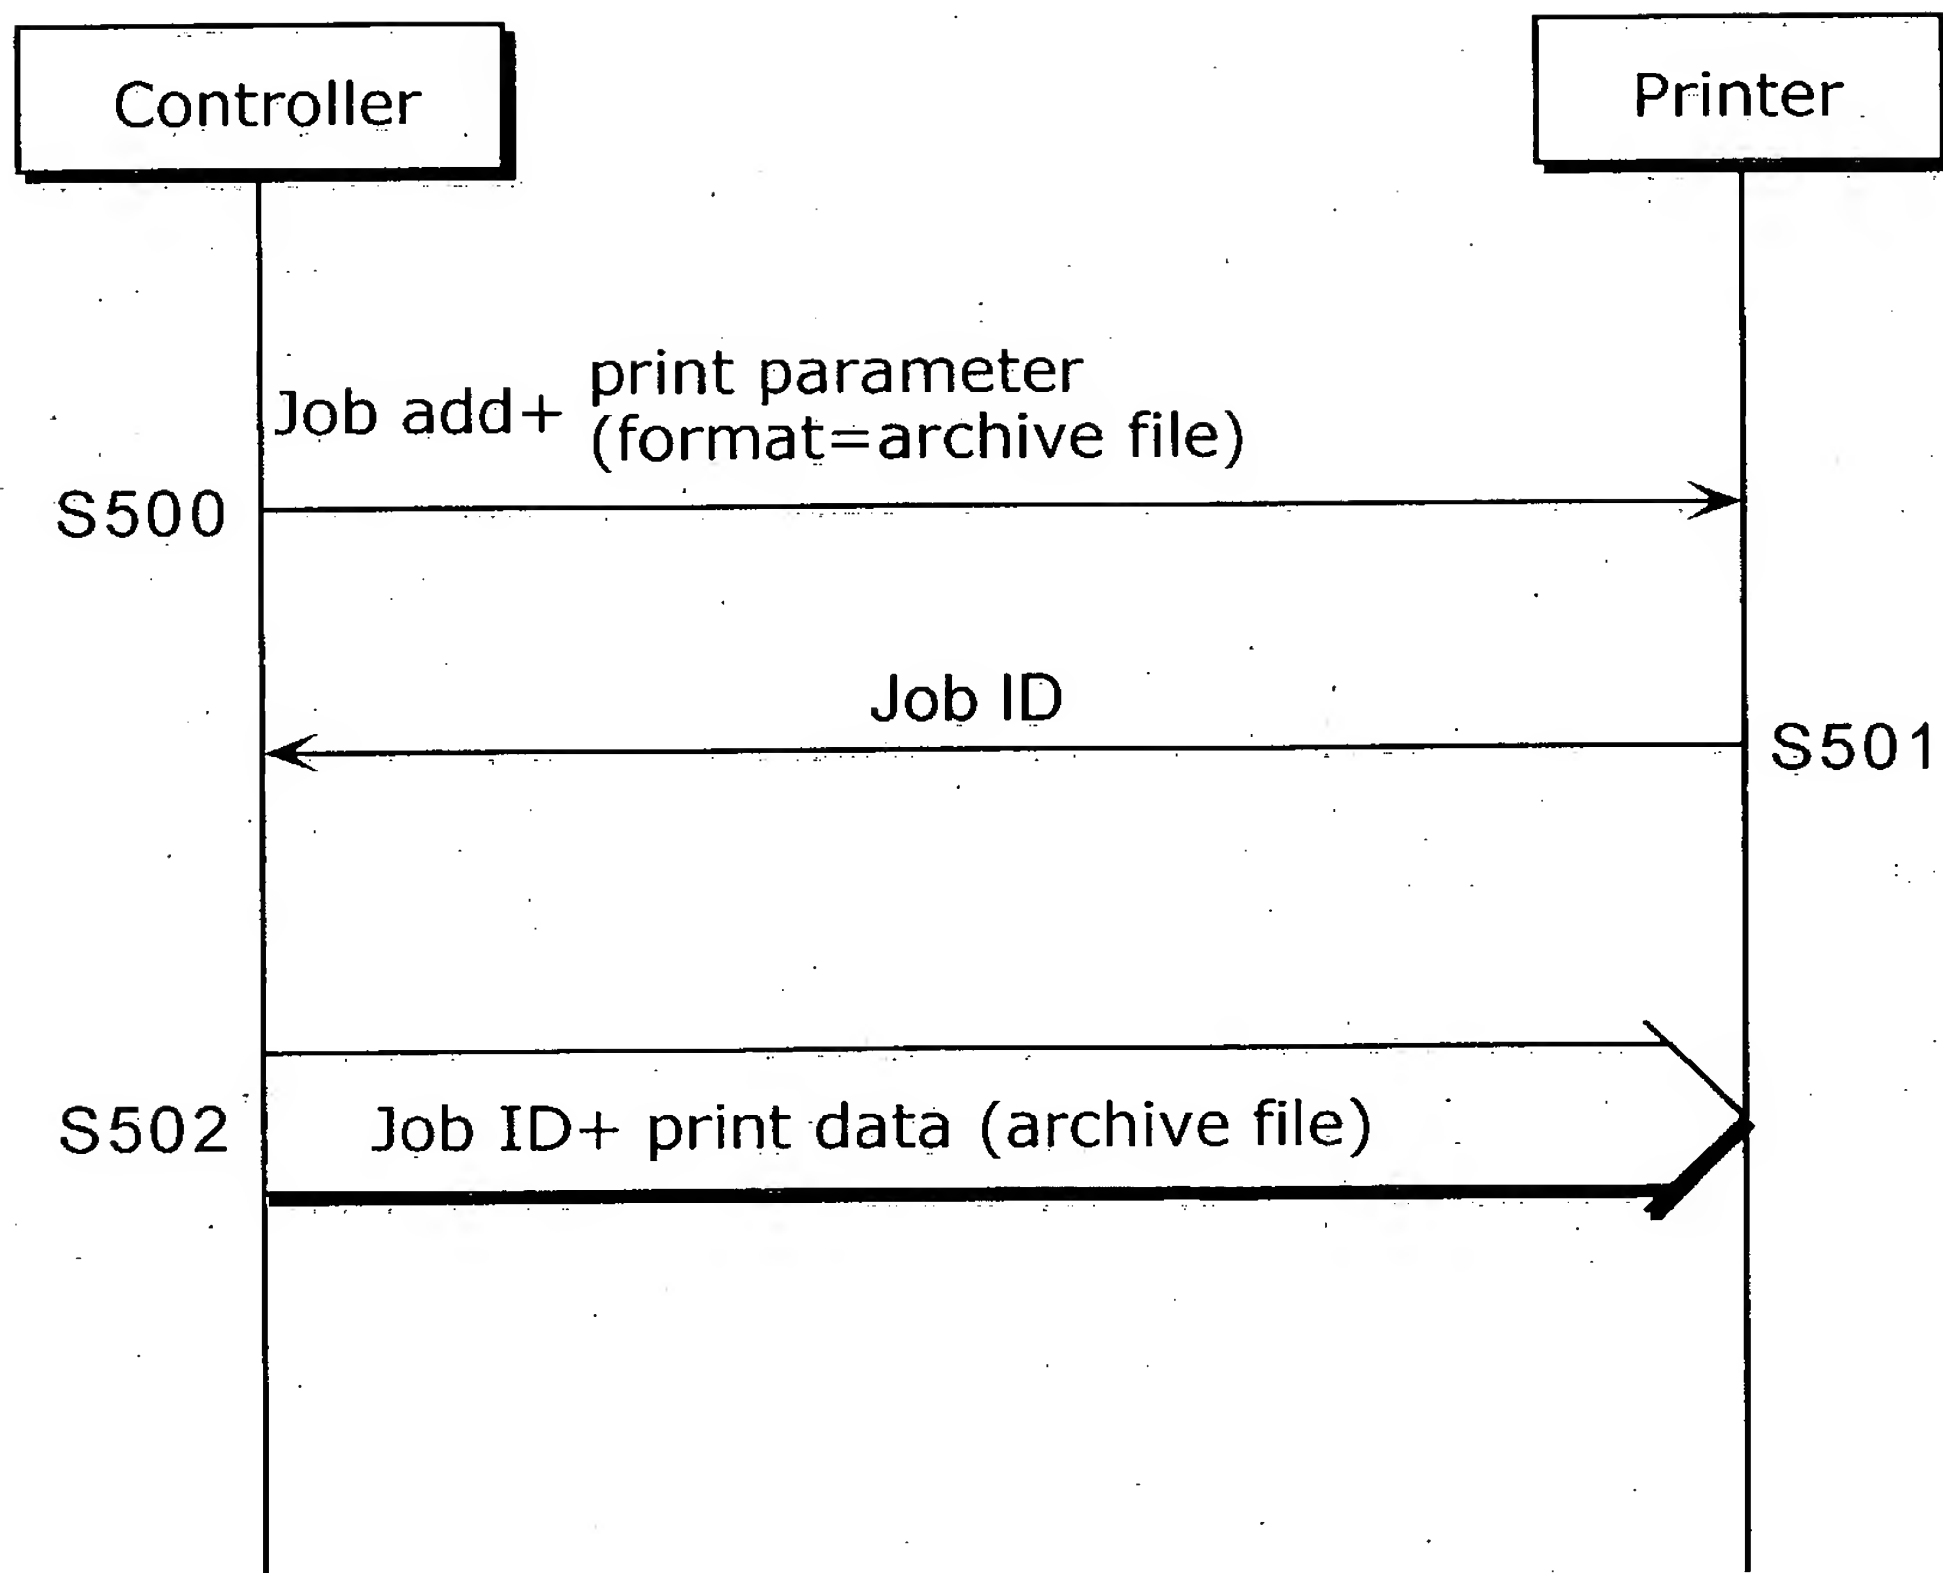 Controller
Printer
Job add+ print parameter
(format=archive file)
S500
Job ID
S501
S502
Job ID+ print data (archive file)